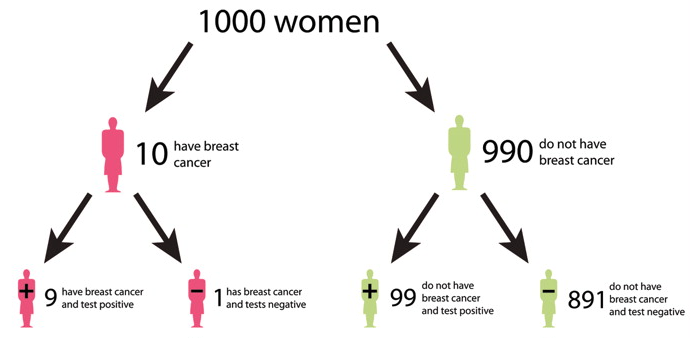 1000 women
10 have breast
cancer
990 do not have
breast cancer
+ 9 have breast cancer
and test positive
- 1 has breast cancer
and tests negative
+ 99 do not have
breast cancer
and test positive
- 891 do not have
breast cancer
and test negative